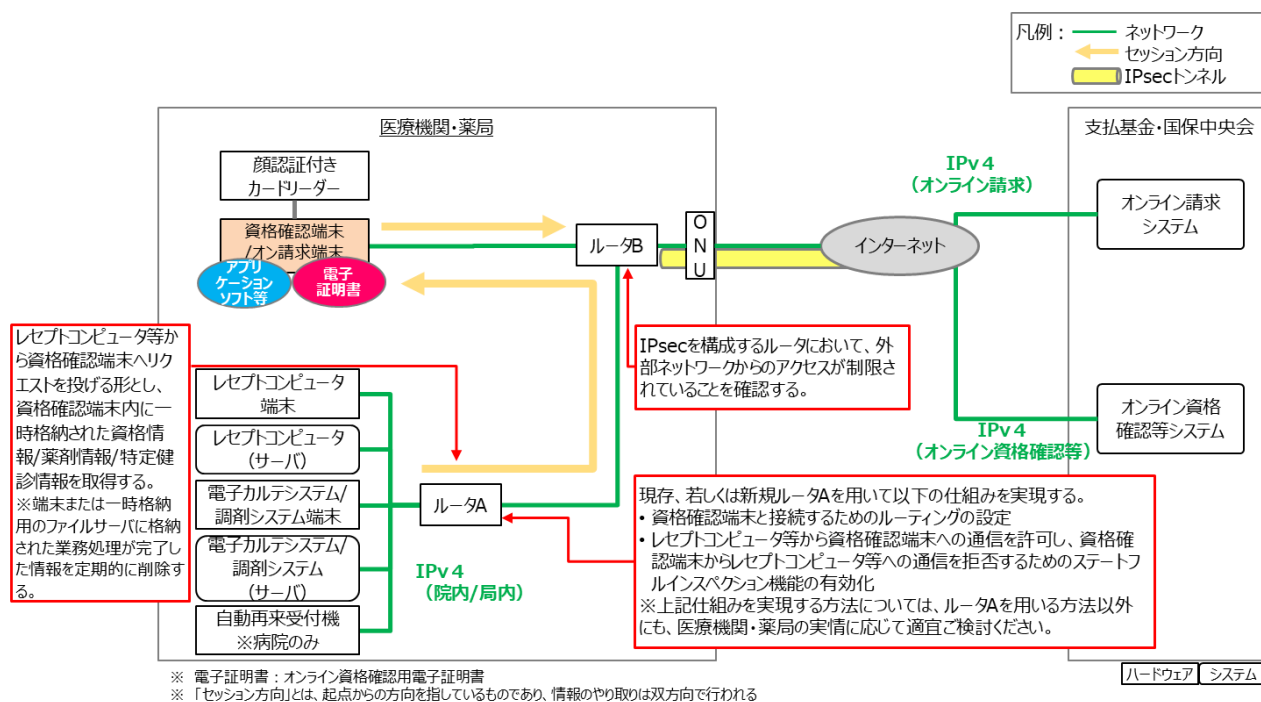 凡例：
ネットワーク
セッション方向
IPsecトンネル
医療機関・薬局
支払基金・国保中央会
顔認証付き
カードリーダー
資格確認端末
/オン請求端末
アプリ
ケーション
ソフト等
電子
証明書
ルータB
O
N
U
インターネット
IPv4
（オンライン請求）
オンライン請求
システム
IPv4
（オンライン資格確認等）
オンライン資格
確認等システム
レセプトコンピュータ等か
ら資格確認端末へリク
エストを投げる形とし、
資格確認端末内に一
時格納された資格情
報/薬剤情報/特定健
診情報を取得する。
※端末または一時格納
用のファイルサーバに格納
された業務処理が完了し
た情報を定期的に削除す
る。
IPsecを構成するルータにおいて、外
部ネットワークからのアクセスが制限さ
れていることを確認する。
レセプトコンピュータ
端末
レセプトコンピュータ
（サーバ）
電子カルテシステム/
調剤システム端末
電子カルテシステム/
調剤システム
（サーバ）
自動再来受付機
※病院のみ
ルータA
IPv4
（院内/局内）
現存、若しくは新規ルータAを用いて以下の仕組みを実現する。
• 資格確認端末と接続するためのルーティングの設定
• レセプトコンピュータ等から資格確認端末への通信を許可し、資格確
認端末からレセプトコンピュータ等への通信を拒否するためのステートフ
ルインスペクション機能の有効化
※上記仕組みを実現する方法については、ルータAを用いる方法以外
にも、医療機関・薬局の実情に応じて適宜ご検討ください。
ハードウェア
システム
※ 電子証明書：オンライン資格確認用電子証明書
※ 「セッション方向」とは、起点からの方向を指しているものであり、情報のやり取りは双方向で行われる